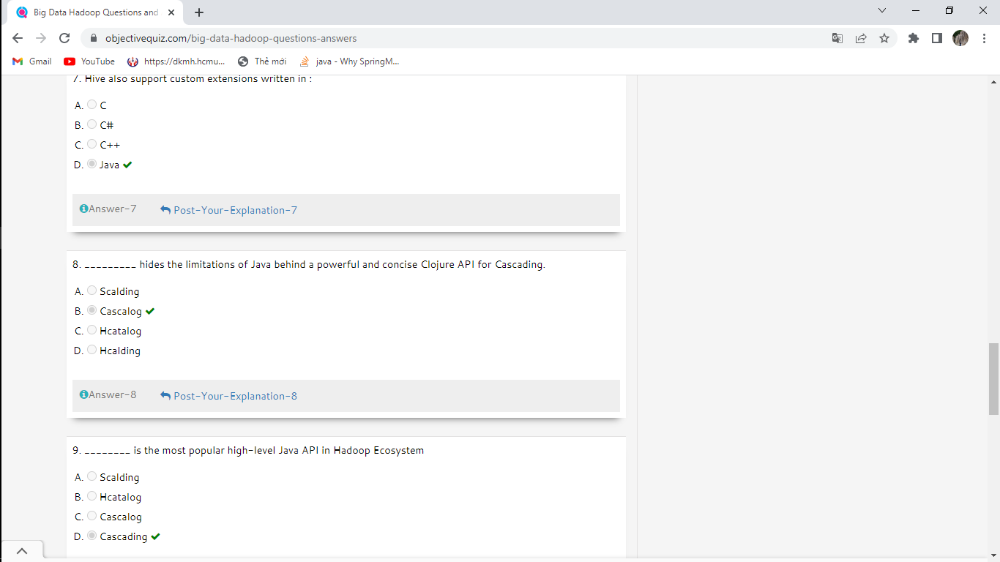 Big Data Hadoop Questions and
objectivequiz.com/big-data-hadoop-questions-answers
Gmail YouTube https://dkmh.hcmu... Thẻ mới java - Why SpringM...
7. Hive also support custom extensions written in :
A. C
B. C#
C. C++
D. Java
Answer-7 Post-Your-Explanation-7
8. _________ hides the limitations of Java behind a powerful and concise Clojure API for Cascading.
A. Scalding
B. Cascalog
C. Hcatalog
D. Hcalding
Answer-8 Post-Your-Explanation-8
9. ________ is the most popular high-level Java API in Hadoop Ecosystem
A. Scalding
B. Hcatalog
C. Cascalog
D. Cascading